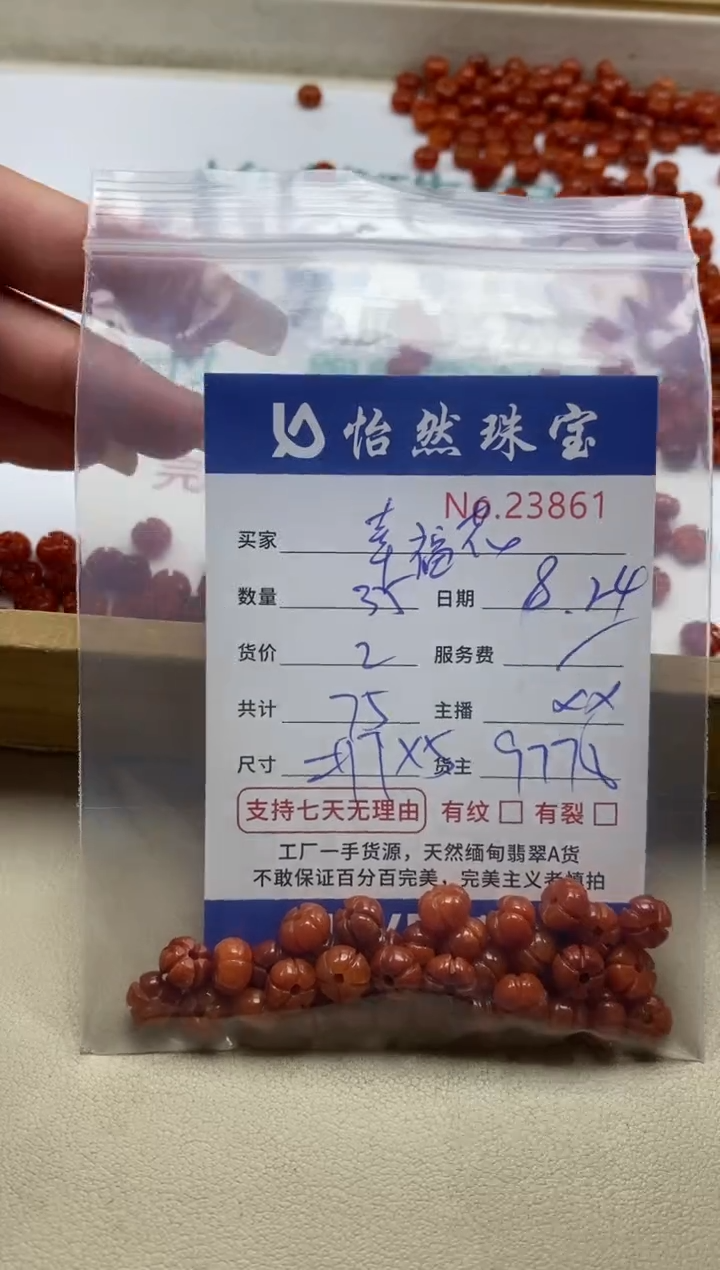 怡然珠宝
No.23861
买家 幸福花
数量 35 日期 8.24
货价 2 服务费 /
共计 75 主播 xx
尺寸 货主
支持七天无理由 有纹 □ 有裂 □
工厂一手货源，天然缅甸翡翠A货
不敢保证百分百完美，完美主义者慎拍